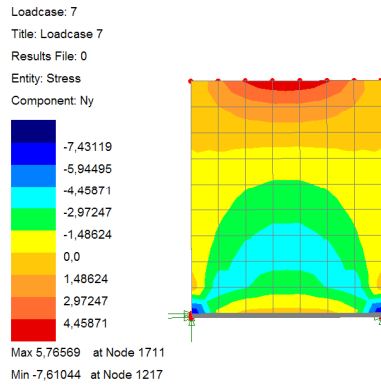 Loadcase: 7
Title: Loadcase 7
Results File: 0
Entity: Stress
Component: Ny
-7,43119
-5,94495
-4,45871
-2,97247
-1,48624
0,0
1,48624
2,97247
4,45871
Max 5,76569 at Node 1711
Min -7,61044 at Node 1217